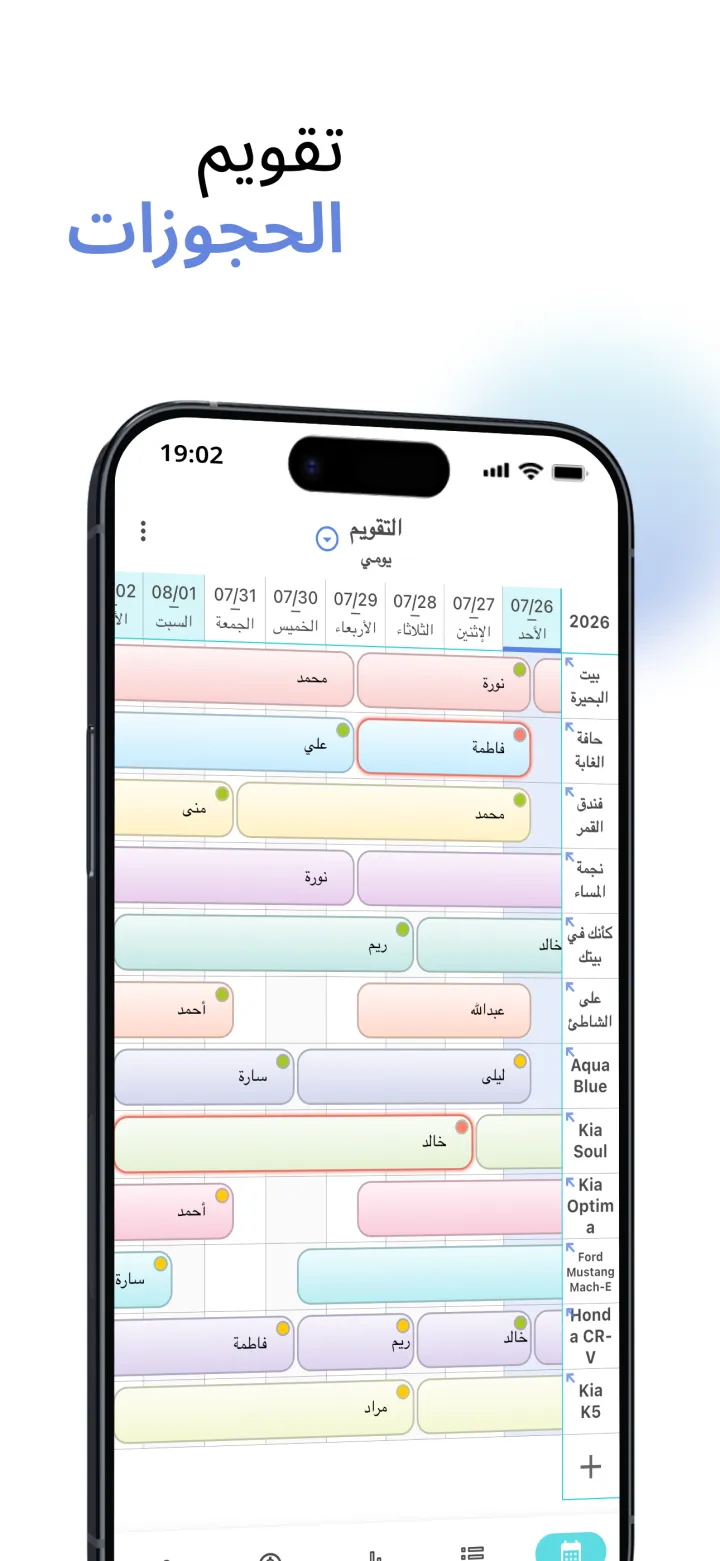 تقويم
الحجوزات
19:02
التقويم
يومي
2026
07/26
الأحد
07/27
الإثنين
07/28
الثلاثاء
07/29
الأربعاء
07/30
الخميس
07/31
الجمعة
08/01
السبت
02
بيت
البحيرة
نورة
محمد
حافة
الغابة
فاطمة
علي
فندق
القمر
محمد
منى
نجمة
المساء
نورة
كأنك في
بيتك
خالد
ريم
على
الشاطئ
عبدالله
أحمد
Aqua
Blue
ليلى
سارة
Kia
Soul
خالد
Kia
Optim
a
أحمد
Ford
Mustang
Mach-E
سارة
Hond
a CR-
V
خالد
ريم
فاطمة
Kia
K5
مراد